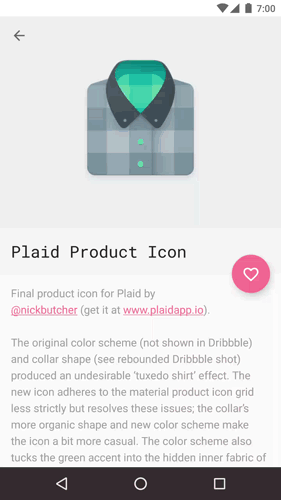 7:00
Plaid Product Icon
Final product icon for Plaid by
@nickbutcher (get it at www.plaidapp.io).
The original color scheme (not shown in Dribbble)
and collar shape (see rebounded Dribbble shot)
produced an undesirable ‘tuxedo shirt’ effect. The
new icon adheres to the material product icon grid
less strictly but resolves these issues; the collar's
more organic shape and new color scheme make
the icon a bit more casual. The color scheme also
tucks the green accent into the hidden inner fabric of